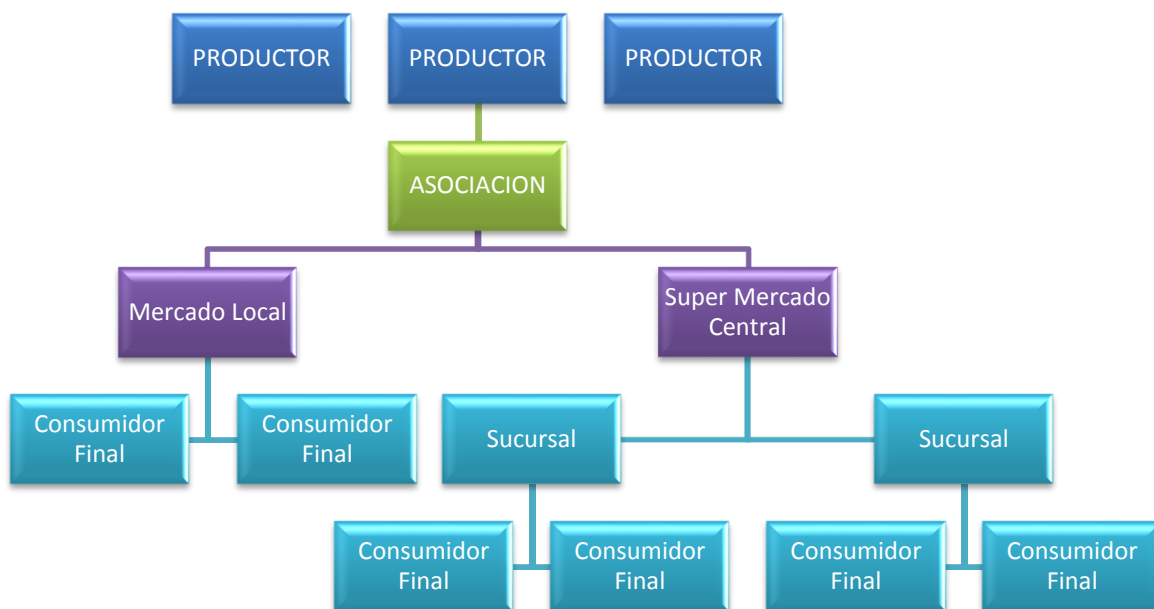 PRODUCTOR
PRODUCTOR
PRODUCTOR
ASOCIACION
Mercado Local
Super Mercado
Central
Consumidor
Final
Consumidor
Final
Sucursal
Sucursal
Consumidor
Final
Consumidor
Final
Consumidor
Final
Consumidor
Final